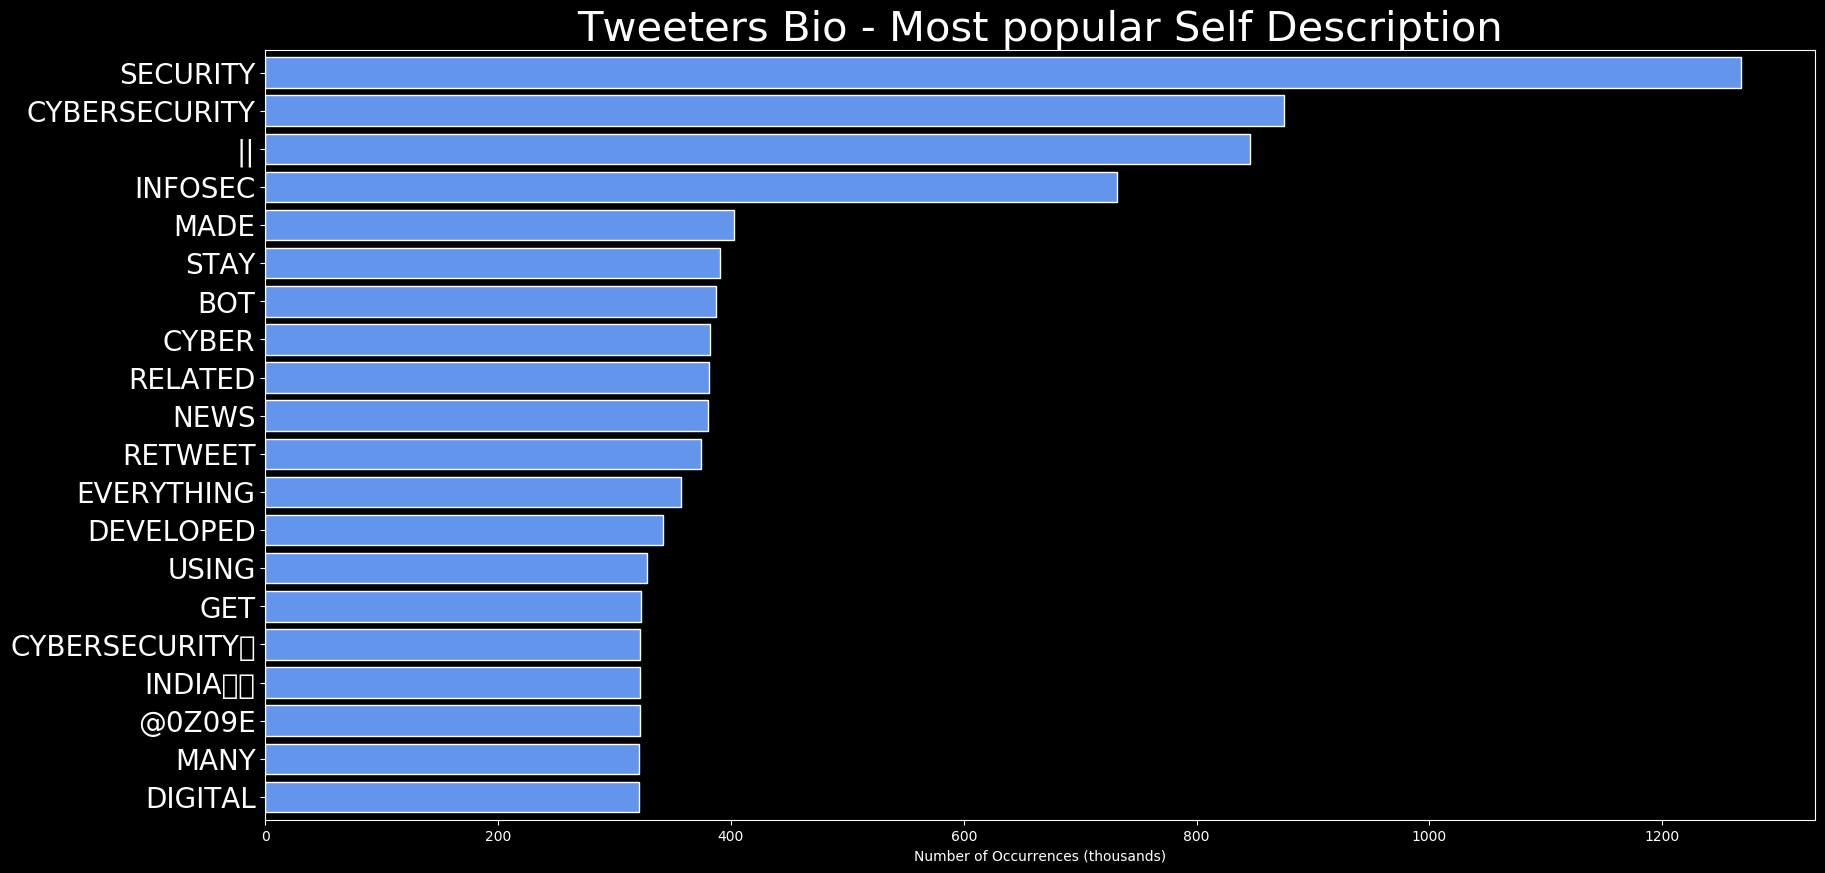 Tweeters Bio - Most popular Self Description
SECURITY
CYBERSECURITY
||
INFOSEC
MADE
STAY
BOT
CYBER
RELATED
NEWS
RETWEET
EVERYTHING
DEVELOPED
USING
GET
CYBERSECURITY▯
INDIA▯▯
@0Z09E
MANY
DIGITAL
0 200 400 600 800 1000 1200
Number of Occurrences (thousands)